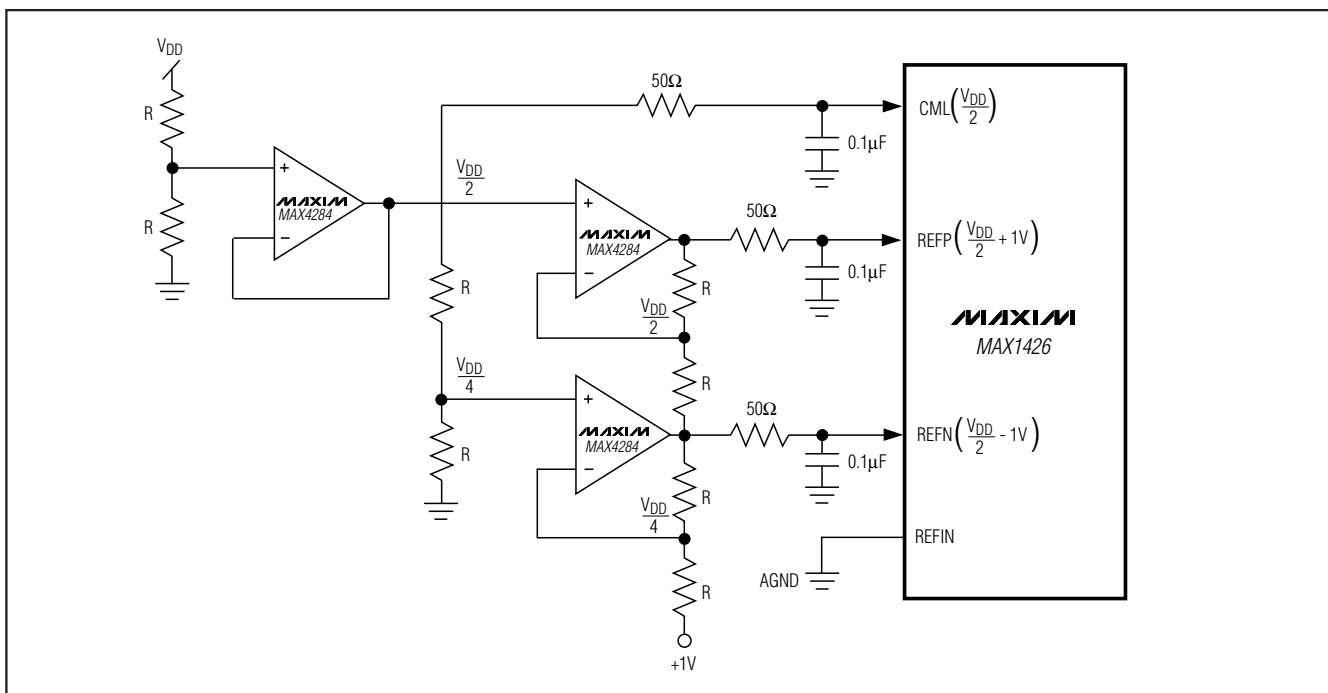 VDD
R
R
+
−
MAXIM
MAX4284
VDD
2
50Ω
0.1µF
CML(VDD/2)
R
VDD
4
R
+
−
MAXIM
MAX4284
R
VDD
2
R
50Ω
0.1µF
REFP(VDD/2 + 1V)
MAXIM
MAX1426
+
−
MAXIM
MAX4284
R
VDD
4
R
+1V
50Ω
0.1µF
REFN(VDD/2 - 1V)
REFIN
AGND